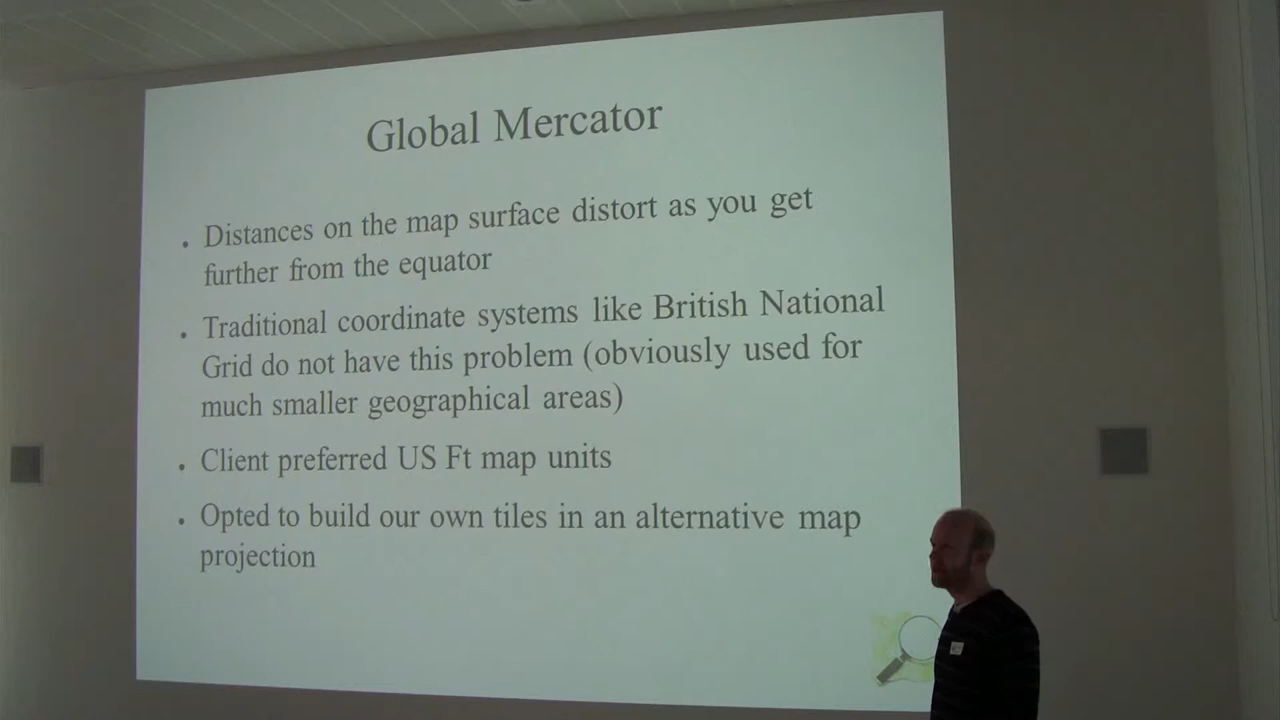 Global Mercator
• Distances on the map surface distort as you get
further from the equator
• Traditional coordinate systems like British National
Grid do not have this problem (obviously used for
much smaller geographical areas)
• Client preferred US Ft map units
• Opted to build our own tiles in an alternative map
projection